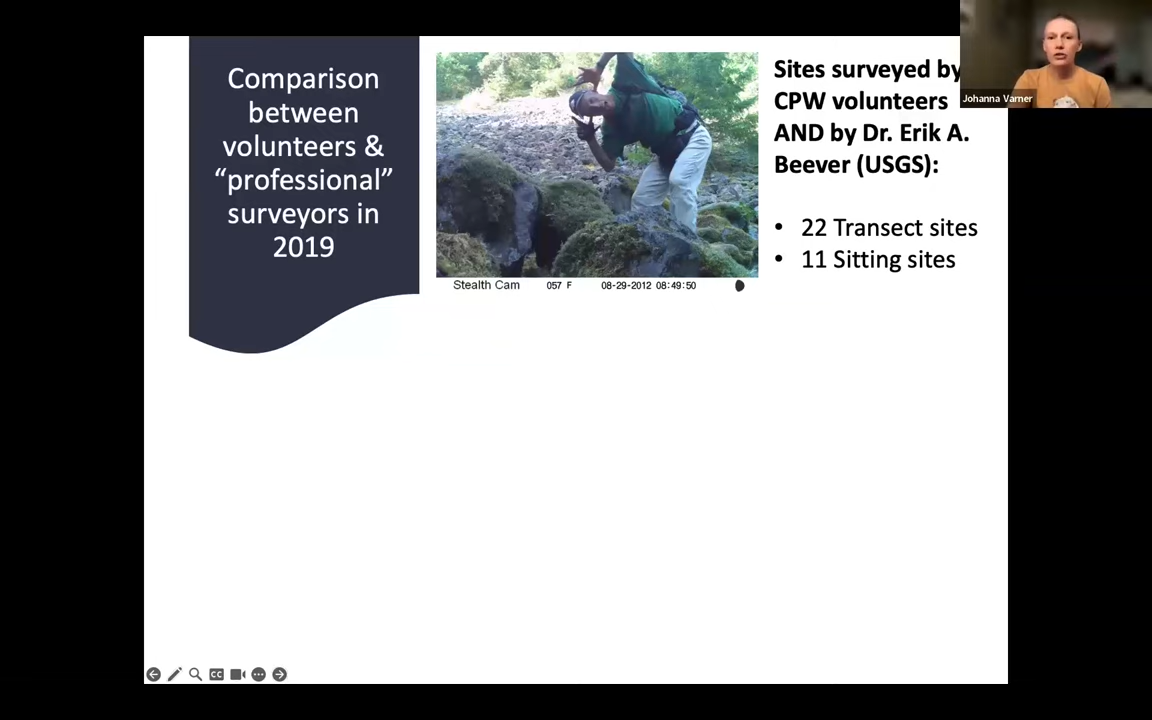 Comparison
between
volunteers &
“professional”
surveyors in
2019
Stealth Cam 057 F 08-29-2012 08:49:50
Sites surveyed by
CPW volunteers
AND by Dr. Erik A.
Beever (USGS):
• 22 Transect sites
• 11 Sitting sites
Johanna Varner
CC